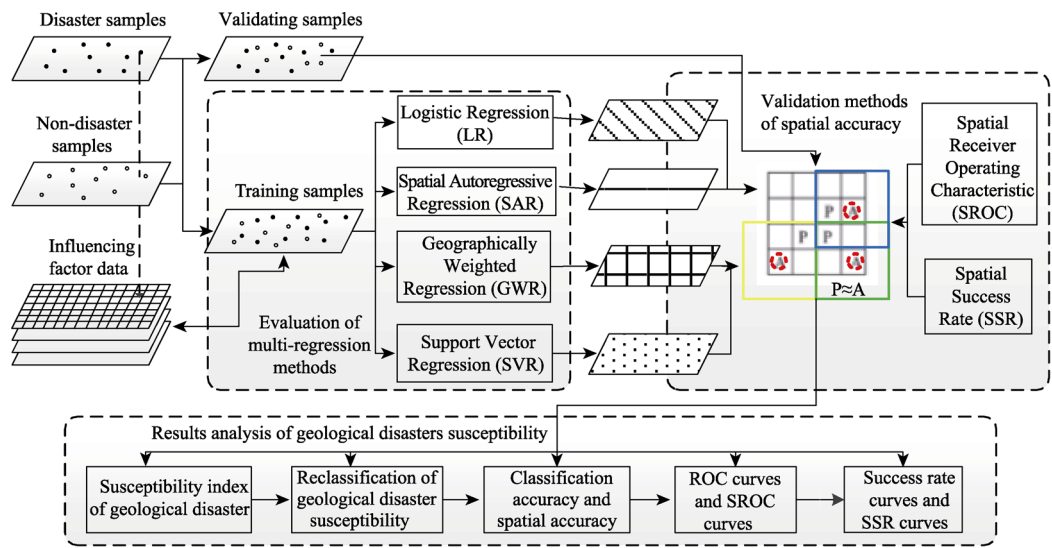 Disaster samples
Validating samples
Non-disaster
samples
Influencing
factor data
Training samples
Evaluation of
multi-regression
methods
Logistic Regression
(LR)
Spatial Autoregressive
Regression (SAR)
Geographically
Weighted
Regression (GWR)
Support Vector
Regression (SVR)
Validation methods
of spatial accuracy
P
A
P
P
A
A
P≈A
Spatial
Receiver
Operating
Characteristic
(SROC)
Spatial
Success
Rate (SSR)
Results analysis of geological disasters susceptibility
Susceptibility index
of geological disaster
Reclassification of
geological disaster
susceptibility
Classification
accuracy and
spatial accuracy
ROC curves
and SROC
curves
Success rate
curves and
SSR curves